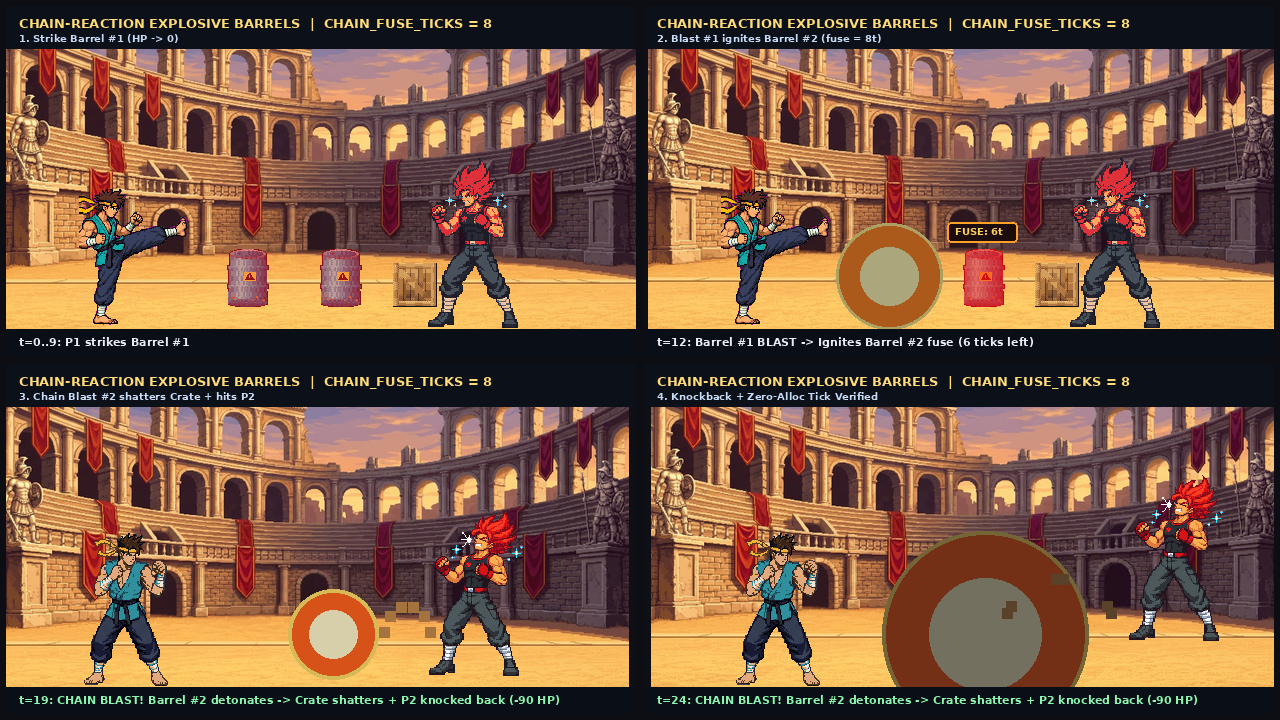 CHAIN-REACTION EXPLOSIVE BARRELS | CHAIN_FUSE_TICKS = 8
1. Strike Barrel #1 (HP -> 0)
t=0..9: P1 strikes Barrel #1
CHAIN-REACTION EXPLOSIVE BARRELS | CHAIN_FUSE_TICKS = 8
2. Blast #1 ignites Barrel #2 (fuse = 8t)
FUSE: 6t
t=12: Barrel #1 BLAST -> Ignites Barrel #2 fuse (6 ticks left)
CHAIN-REACTION EXPLOSIVE BARRELS | CHAIN_FUSE_TICKS = 8
3. Chain Blast #2 shatters Crate + hits P2
t=19: CHAIN BLAST! Barrel #2 detonates -> Crate shatters + P2 knocked back (-90 HP)
CHAIN-REACTION EXPLOSIVE BARRELS | CHAIN_FUSE_TICKS = 8
4. Knockback + Zero-Alloc Tick Verified
t=24: CHAIN BLAST! Barrel #2 detonates -> Crate shatters + P2 knocked back (-90 HP)